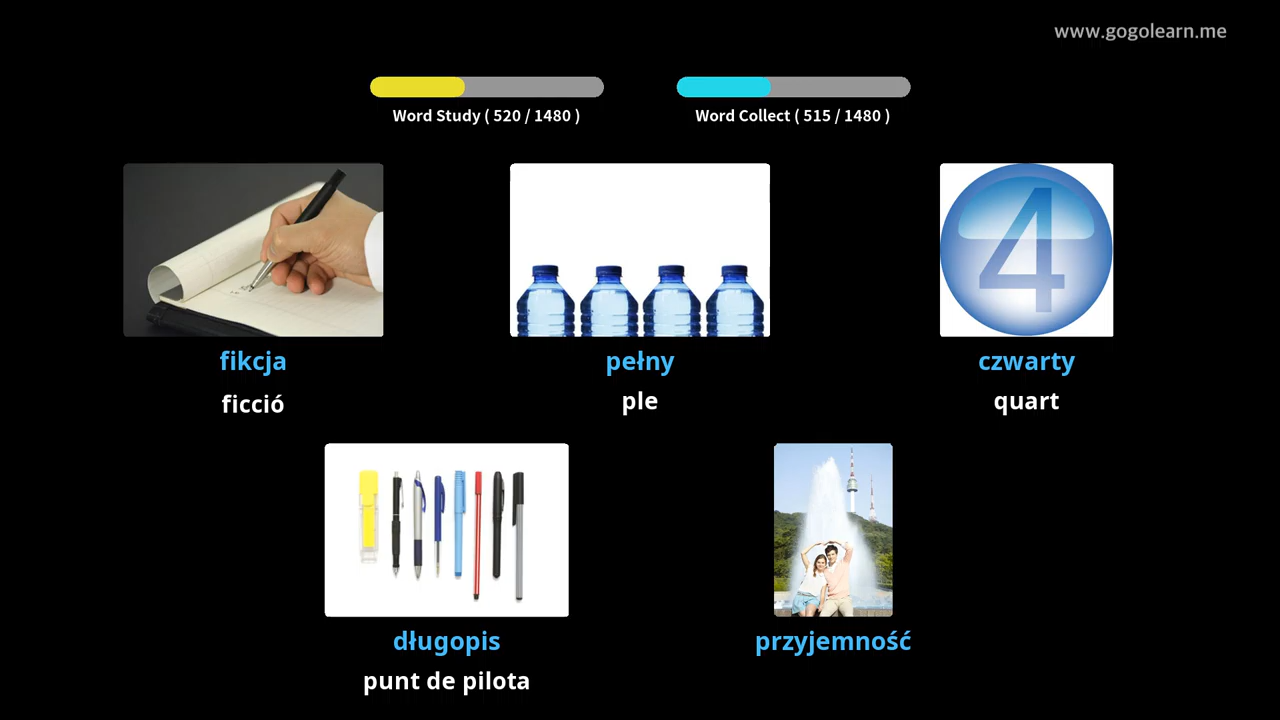 www.gogolearn.me
Word Study ( 520 / 1480 )
Word Collect ( 515 / 1480 )
4
fikcja
ficció
pełny
ple
czwarty
quart
długopis
punt de pilota
przyjemność